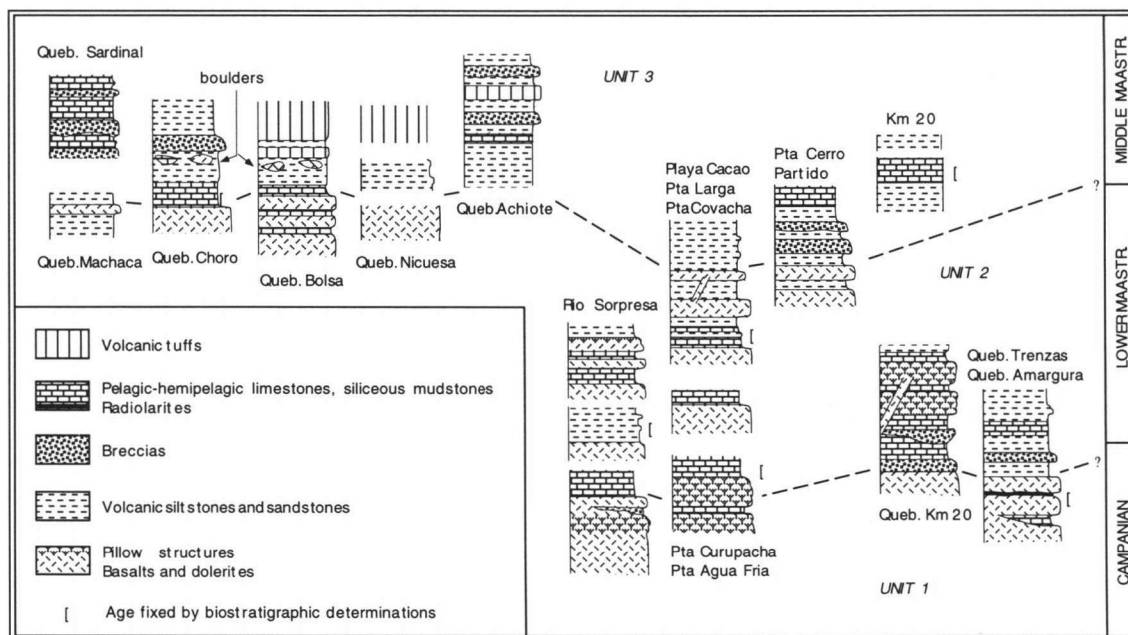 Queb. Sardinal
boulders
UNIT 3
Km 20
Playa Cacao
Pta Larga
Pta Covacha
Pta Cerro
Partido
Queb. Machaca
Queb. Choro
Queb. Bolsa
Queb. Nicuesa
Queb. Achiote
?
UNIT 2
Rio Sorpresa
Queb. Trenzas
Queb. Amargura
[
[
[
[
[
[
[
?
Queb. Km 20
Pta Curupacha
Pta Agua Fria
UNIT 1
Volcanic tuffs
Pelagic-hemipelagic limestones, siliceous mudstones
Radiolarites
Breccias
Volcanic siltstones and sandstones
Pillow structures
Basalts and dolerites
[ Age fixed by biostratigraphic determinations
MIDDLE MAASTR.
LOWER MAASTR.
CAMPANIAN